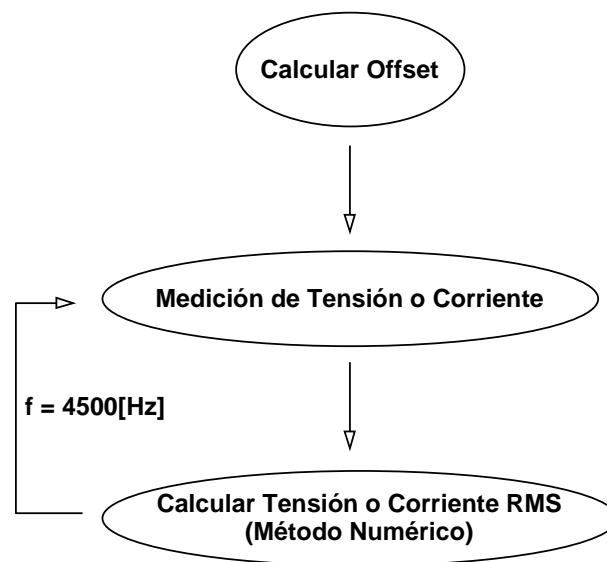 Calcular Offset
Medición de Tensión o Corriente
f = 4500[Hz]
Calcular Tensión o Corriente RMS
(Método Numérico)